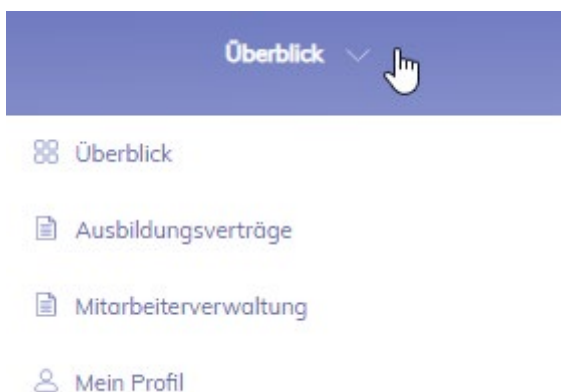 Überblick
Überblick
Ausbildungsverträge
Mitarbeiterverwaltung
Mein Profil